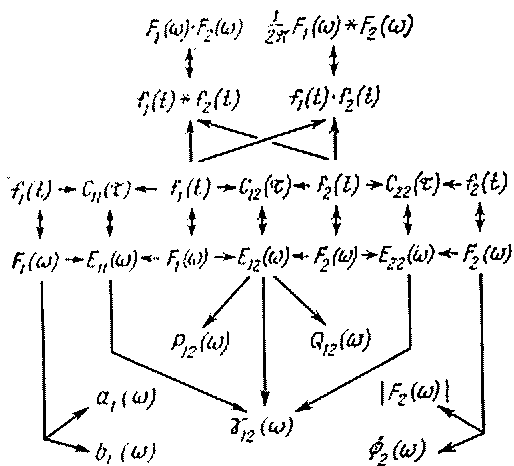 F₁(ω)·F₂(ω) 1/2π F₁(ω) * F₂(ω)
f₁(t) * f₂(t) f₁(t)·f₂(t)
f₁(t) C₁₁(τ) f₁(t) C₁₂(τ) f₂(t) C₂₂(τ) f₂(t)
F₁(ω) E₁₁(ω) F₁(ω) E₁₂(ω) F₂(ω) E₂₂(ω) F₂(ω)
P₁₂(ω) Q₁₂(ω)
a₁(ω) |F₂(ω)|
γ₁₂(ω)
b₁(ω) ϕ₂(ω)